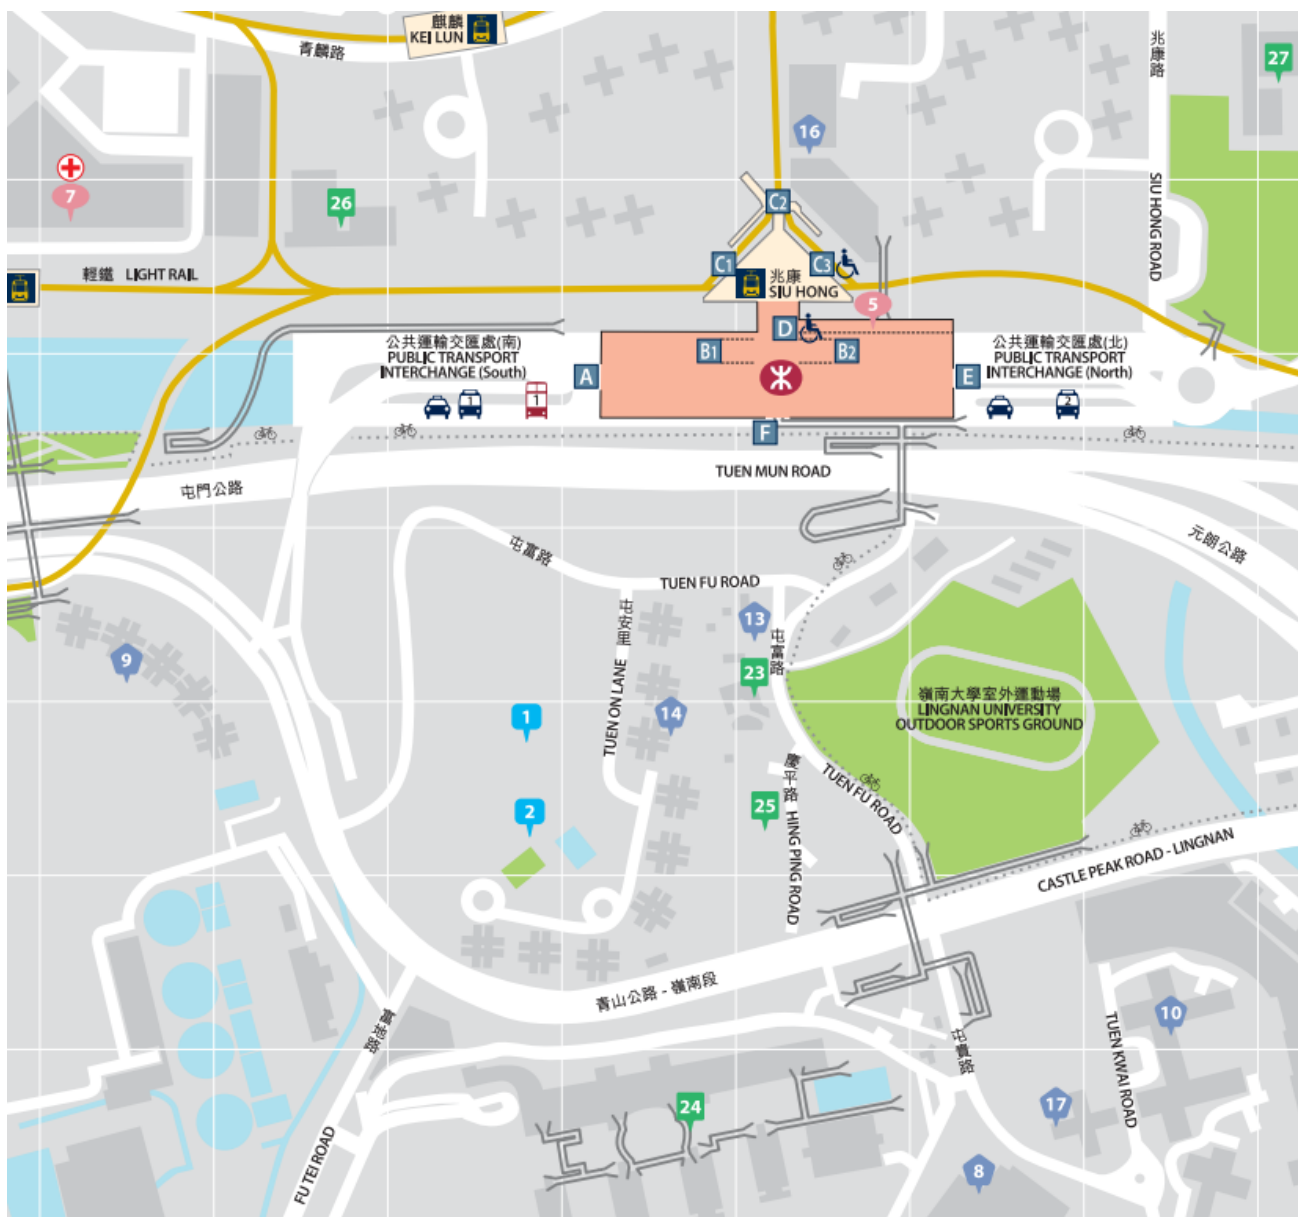 麒麟
KEI LUN
青麟路
兆康路
27
16
7
26
C2
SIU HONG ROAD
C1
C3
輕鐵 LIGHT RAIL
兆康
SIU HONG
5
D
公共運輸交匯處(南)
PUBLIC TRANSPORT
INTERCHANGE (South)
B1
B2
公共運輸交匯處(北)
PUBLIC TRANSPORT
INTERCHANGE (North)
A
E
1
1
2
F
TUEN MUN ROAD
屯門公路
元朗公路
屯富路
TUEN FU ROAD
屯安里
TUEN ON LANE
13
屯富路
9
23
14
1
嶺南大學室外運動場
LINGNAN UNIVERSITY
OUTDOOR SPORTS GROUND
2
25
慶平路 HING PING ROAD
TUEN FU ROAD
CASTLE PEAK ROAD - LINGNAN
青山公路 - 嶺南段
富地路
10
TUEN KWAI ROAD
屯貴路
24
17
FU TEI ROAD
8